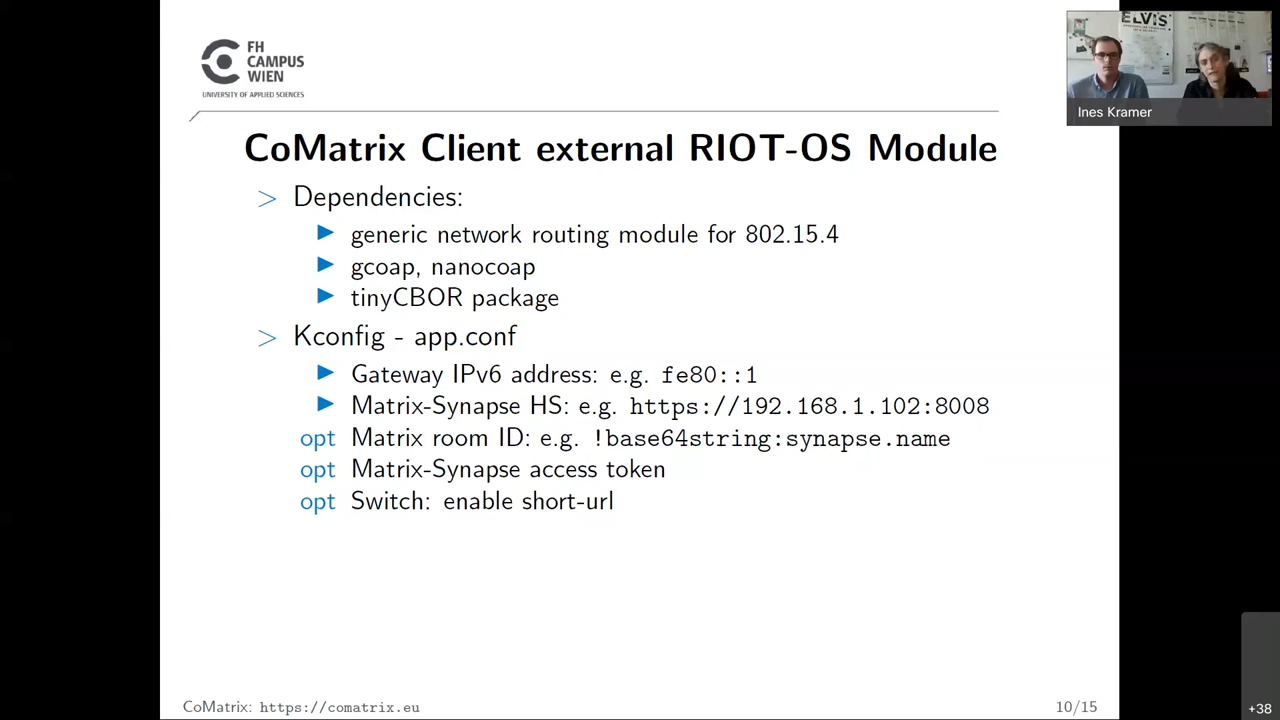 FH
CAMPUS
WIEN
UNIVERSITY OF APPLIED SCIENCES
ELVIS
Ines Kramer
CoMatrix Client external RIOT-OS Module
> Dependencies:
▶ generic network routing module for 802.15.4
▶ gcoap, nanocoap
▶ tinyCBOR package
> Kconfig - app.conf
▶ Gateway IPv6 address: e.g. fe80::1
▶ Matrix-Synapse HS: e.g. https://192.168.1.102:8008
opt Matrix room ID: e.g. !base64string:synapse.name
opt Matrix-Synapse access token
opt Switch: enable short-url
CoMatrix: https://comatrix.eu
10/15
+38